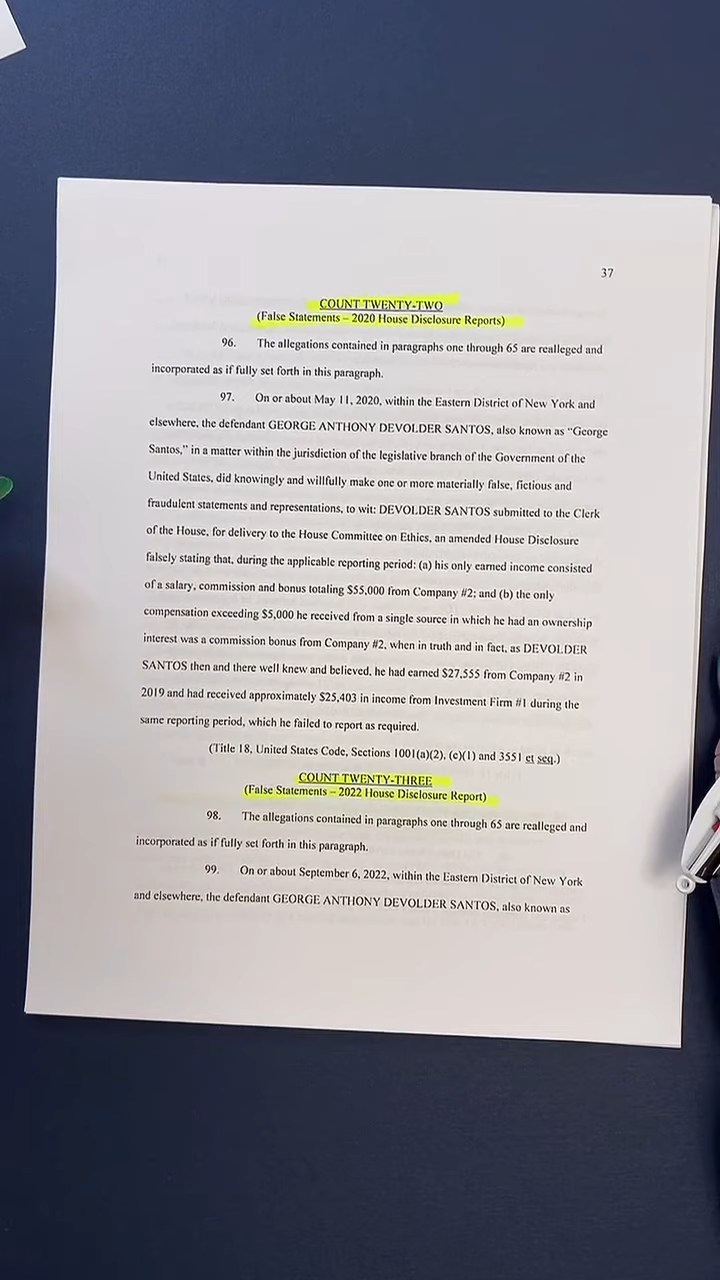 37
COUNT TWENTY-TWO
(False Statements – 2020 House Disclosure Reports)
96. The allegations contained in paragraphs one through 65 are realleged and
incorporated as if fully set forth in this paragraph.
97. On or about May 11, 2020, within the Eastern District of New York and
elsewhere, the defendant GEORGE ANTHONY DEVOLDER SANTOS, also known as “George
Santos,” in a matter within the jurisdiction of the legislative branch of the Government of the
United States, did knowingly and willfully make one or more materially false, fictitious and
fraudulent statements and representations, to wit: DEVOLDER SANTOS submitted to the Clerk
of the House, for delivery to the House Committee on Ethics, an amended House Disclosure
falsely stating that, during the applicable reporting period: (a) his only earned income consisted
of a salary, commission and bonus totaling $55,000 from Company #2; and (b) the only
compensation exceeding $5,000 he received from a single source in which he had an ownership
interest was a commission bonus from Company #2, when in truth and in fact, as DEVOLDER
SANTOS then and there well knew and believed, he had earned $27,555 from Company #2 in
2019 and had received approximately $25,403 in income from Investment Firm #1 during the
same reporting period, which he failed to report as required.
(Title 18, United States Code, Sections 1001(a)(2), (c)(1) and 3551 et seq.)
COUNT TWENTY-THREE
(False Statements – 2022 House Disclosure Report)
98. The allegations contained in paragraphs one through 65 are realleged and
incorporated as if fully set forth in this paragraph.
99. On or about September 6, 2022, within the Eastern District of New York
and elsewhere, the defendant GEORGE ANTHONY DEVOLDER SANTOS, also known as